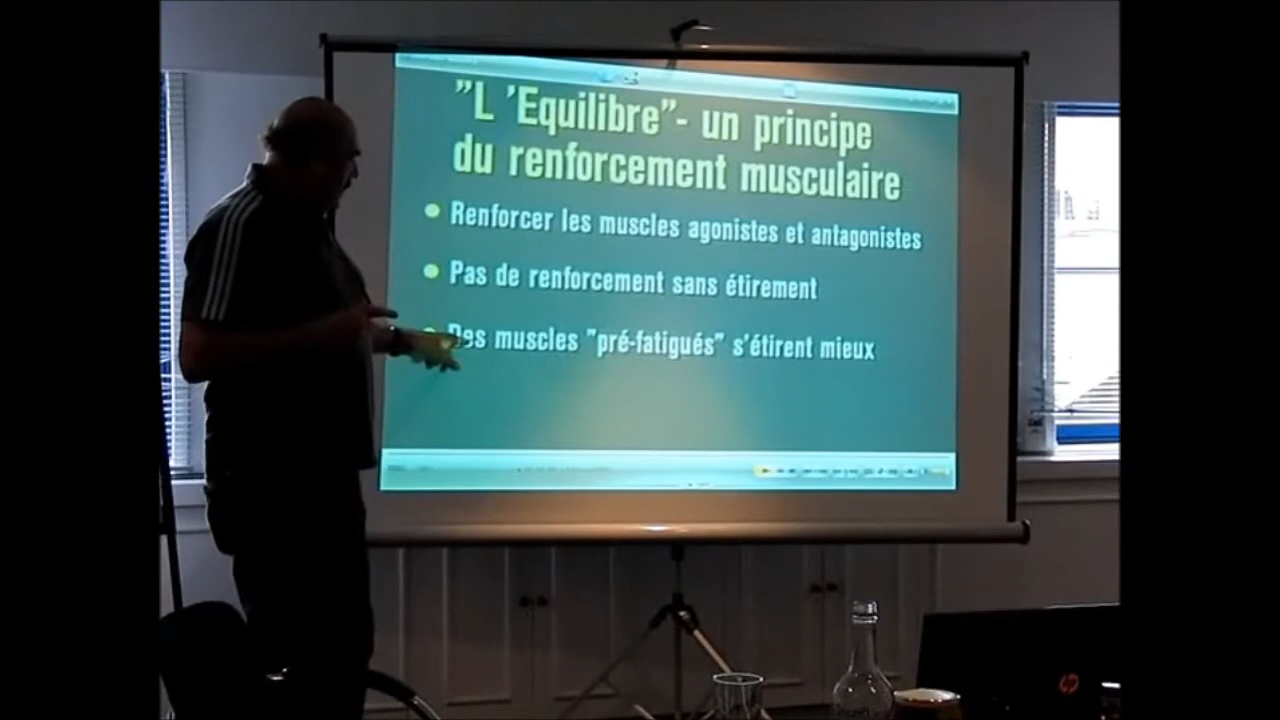 "L 'Equilibre"- un principe
du renforcement musculaire
Renforcer les muscles agonistes et antagonistes
Pas de renforcement sans étirement
Des muscles "pré-fatigués" s'étirent mieux
hp